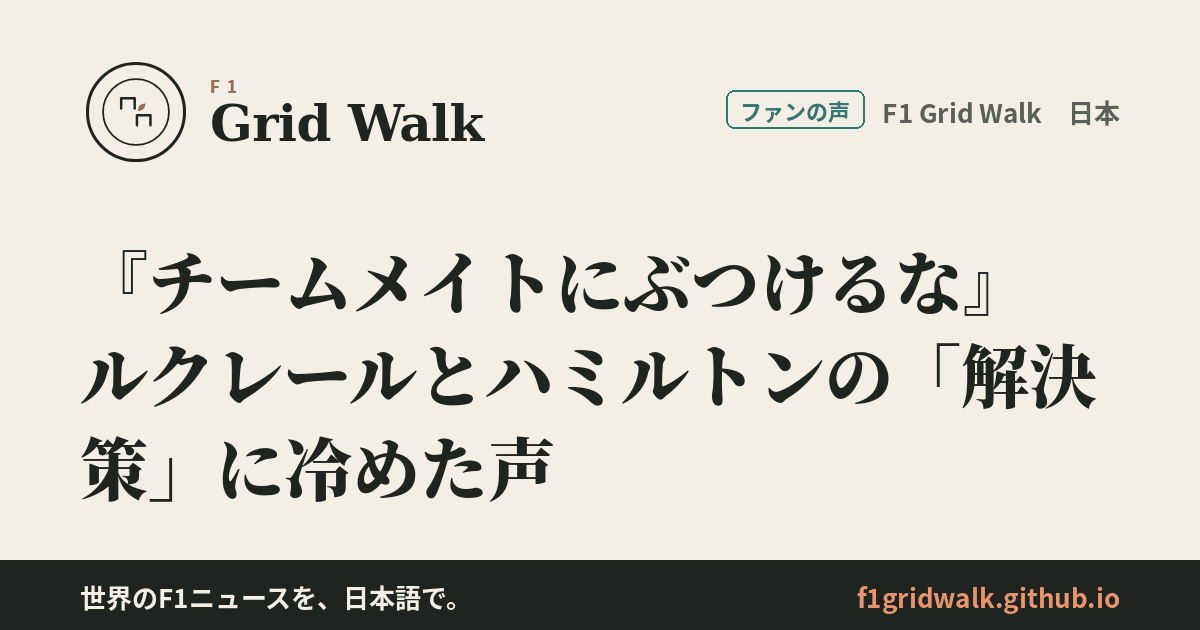 F1
Grid Walk
ファンの声
F1 Grid Walk 日本
『チームメイトにぶつけるな』
ルクレールとハミルトンの「解決
策」に冷めた声
世界のF1ニュースを、日本語で。
f1gridwalk.github.io